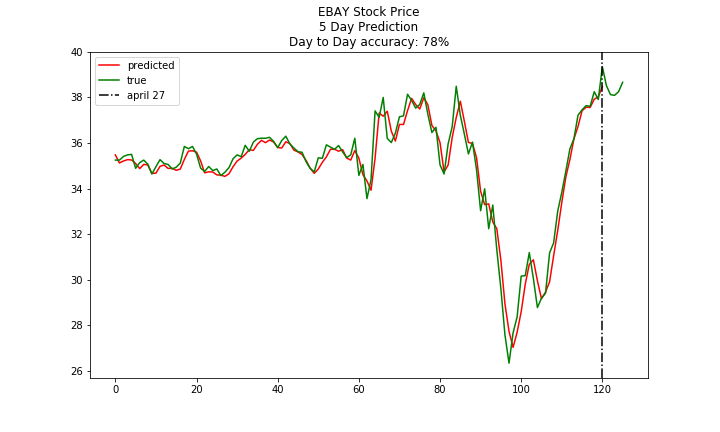 EBAY Stock Price
5 Day Prediction
Day to Day accuracy: 78%
predicted
true
april 27
40
38
36
34
32
30
28
26
0
20
40
60
80
100
120